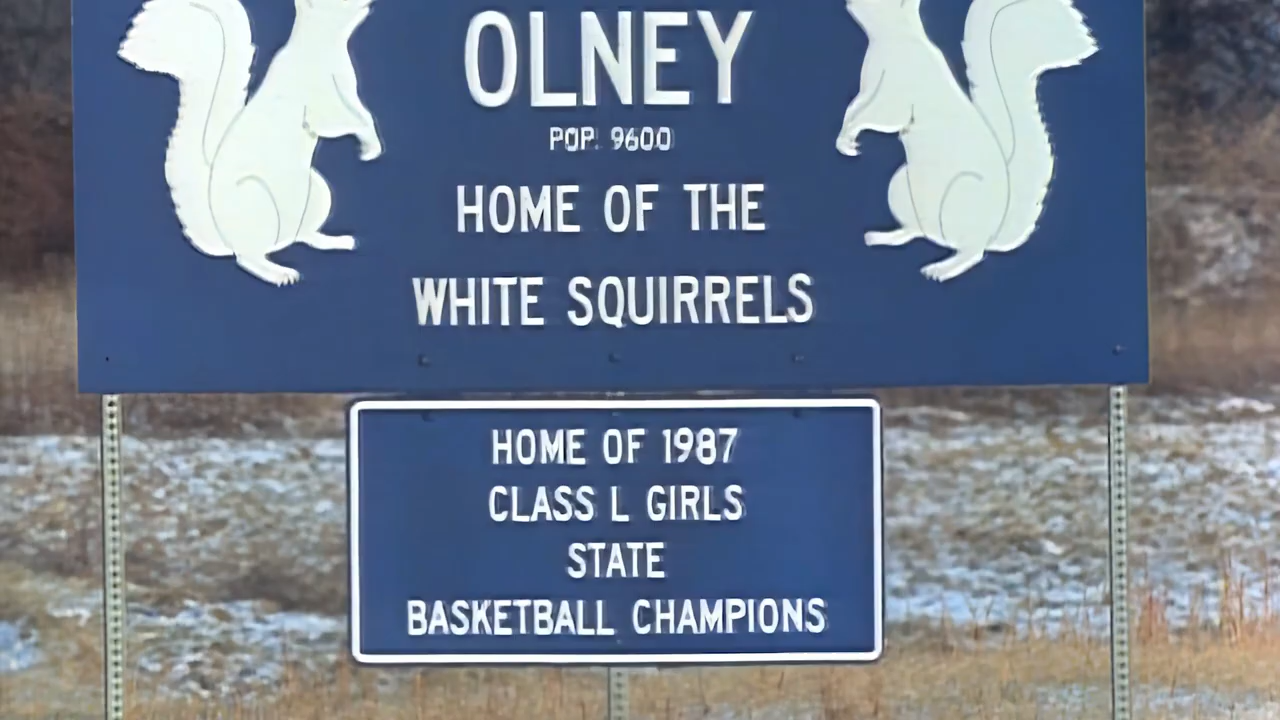 OLNEY
POP. 9600
HOME OF THE
WHITE SQUIRRELS
HOME OF 1987
CLASS L GIRLS
STATE
BASKETBALL CHAMPIONS